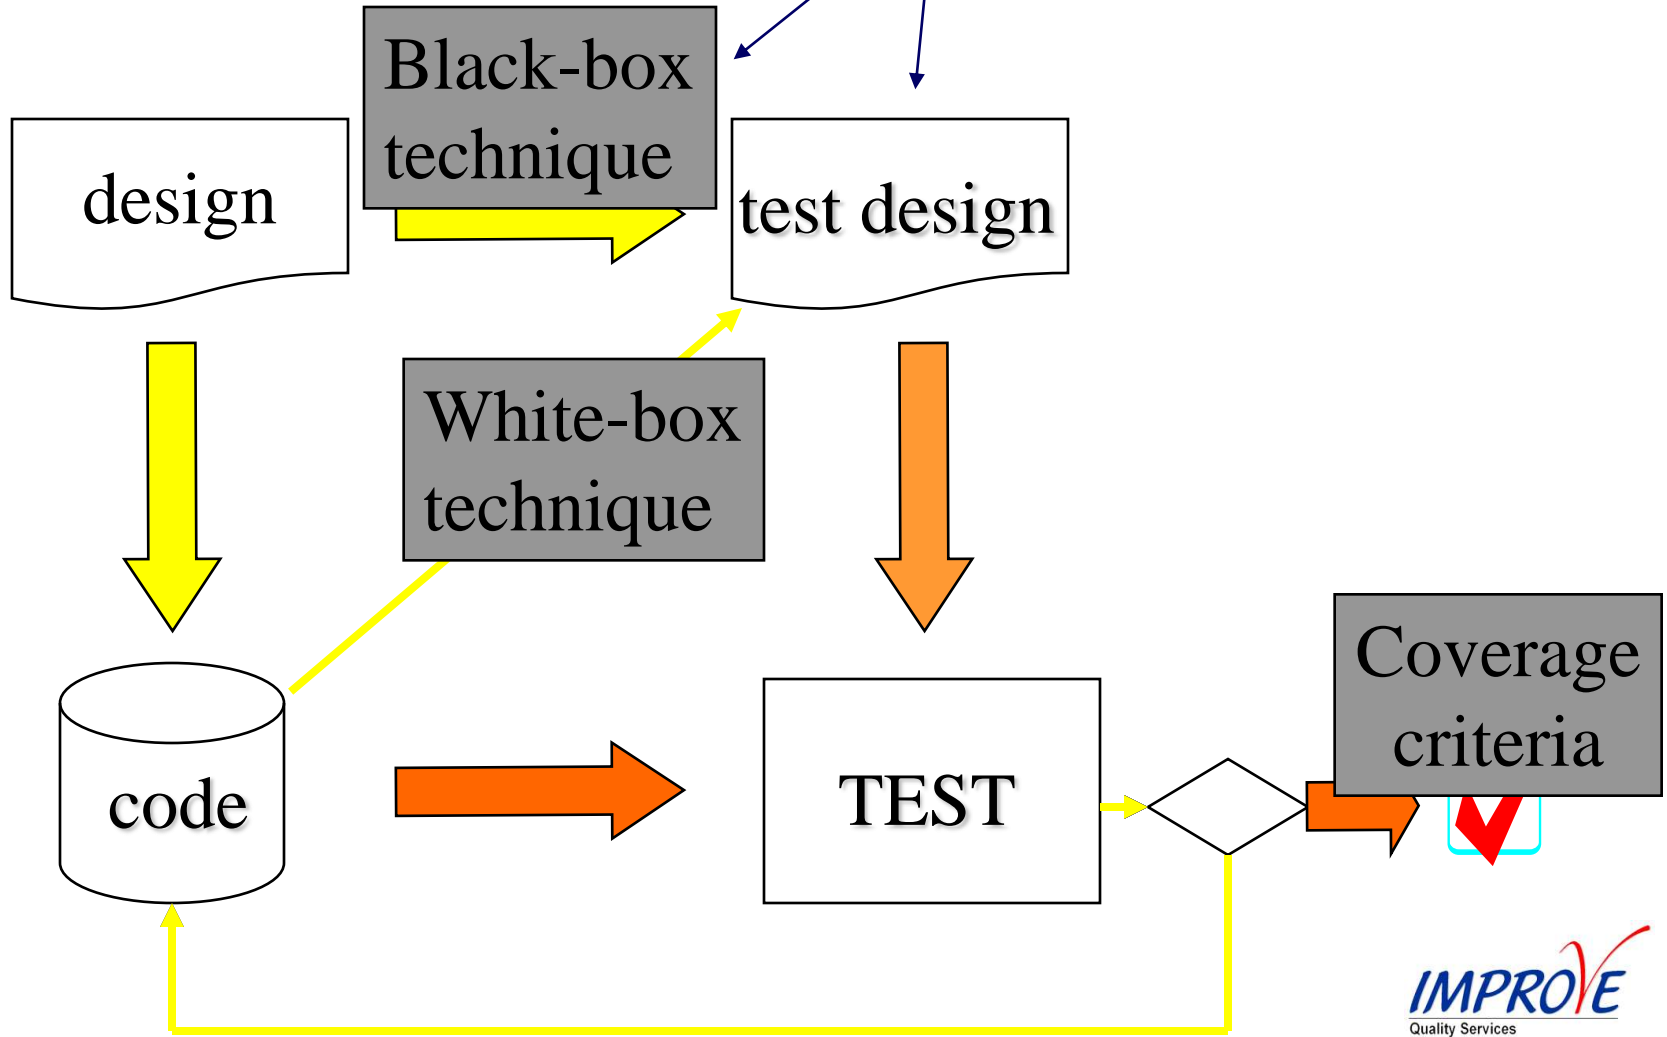 Black-box
technique
design
test design
White-box
technique
Coverage
criteria
code
TEST
IMPROVE
Quality Services